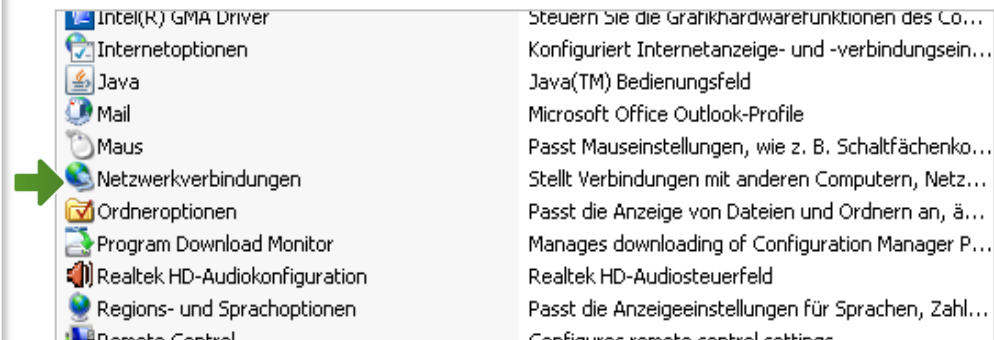 Intel(R) GMA Driver Steuern Sie die Grafikhardwarefunktionen des Co...
Internetoptionen Konfiguriert Internetanzeige- und -verbindungsein...
Java Java(TM) Bedienungsfeld
Mail Microsoft Office Outlook-Profile
Maus Passt Mauseinstellungen, wie z. B. Schaltfächenko...
Netzwerkverbindungen Stellt Verbindungen mit anderen Computern, Netz...
Ordneroptionen Passt die Anzeige von Dateien und Ordnern an, ä...
Program Download Monitor Manages downloading of Configuration Manager P...
Realtek HD-Audiokonfiguration Realtek HD-Audiosteuerfeld
Regions- und Sprachoptionen Passt die Anzeigeeinstellungen für Sprachen, Zahl...
Remote Control Configures remote control settings